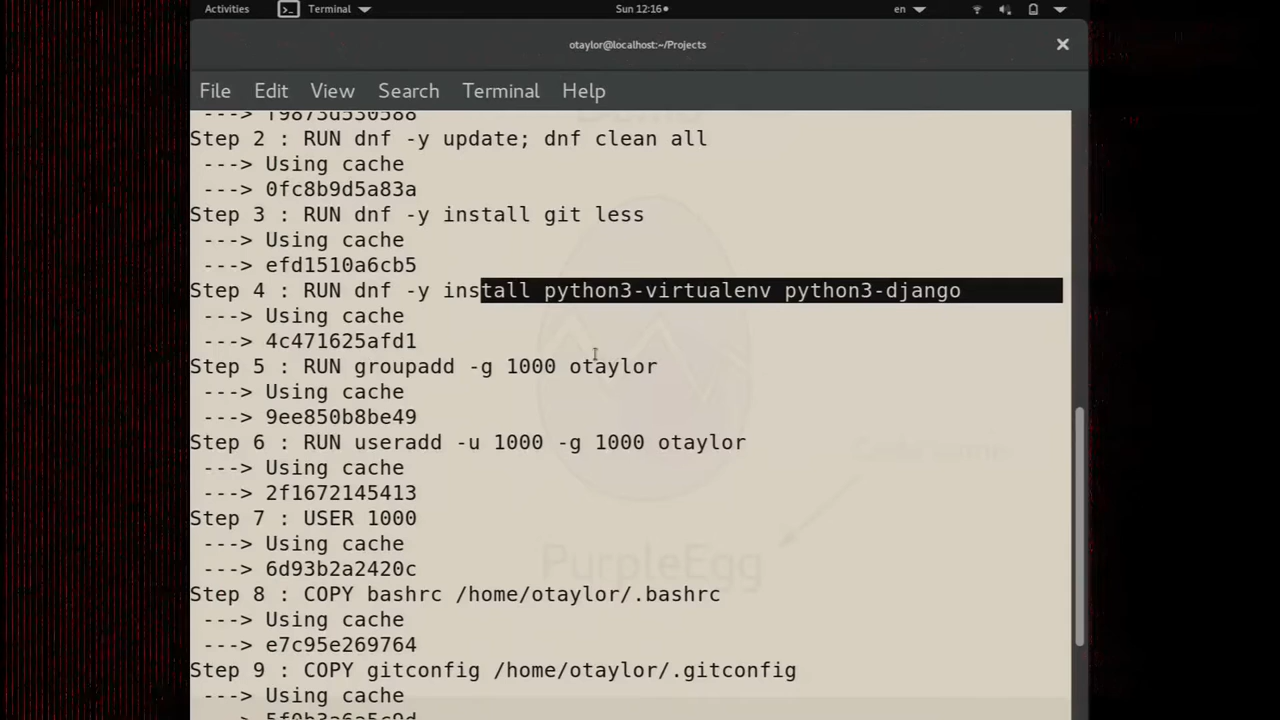 Activities Terminal Sun 12:16 en
otaylor@localhost:~/Projects
File Edit View Search Terminal Help
---> f9873d530588
Step 2 : RUN dnf -y update; dnf clean all
---> Using cache
---> 0fc8b9d5a83a
Step 3 : RUN dnf -y install git less
---> Using cache
---> efd1510a6cb5
Step 4 : RUN dnf -y install python3-virtualenv python3-django
---> Using cache
---> 4c471625afd1
Step 5 : RUN groupadd -g 1000 otaylor
---> Using cache
---> 9ee850b8be49
Step 6 : RUN useradd -u 1000 -g 1000 otaylor
---> Using cache
---> 2f1672145413
Step 7 : USER 1000
---> Using cache
---> 6d93b2a2420c
Step 8 : COPY bashrc /home/otaylor/.bashrc
---> Using cache
---> e7c95e269764
Step 9 : COPY gitconfig /home/otaylor/.gitconfig
---> Using cache
---> 5f0b3a6a5c9d
PurpleEgg